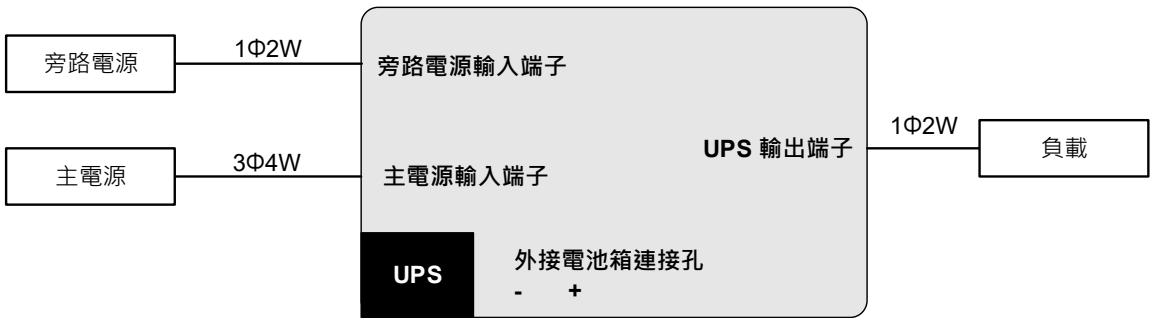 旁路電源
1Φ2W
旁路電源輸入端子
主電源
3Φ4W
主電源輸入端子
UPS 輸出端子
1Φ2W
負載
UPS
外接電池箱連接孔
- +